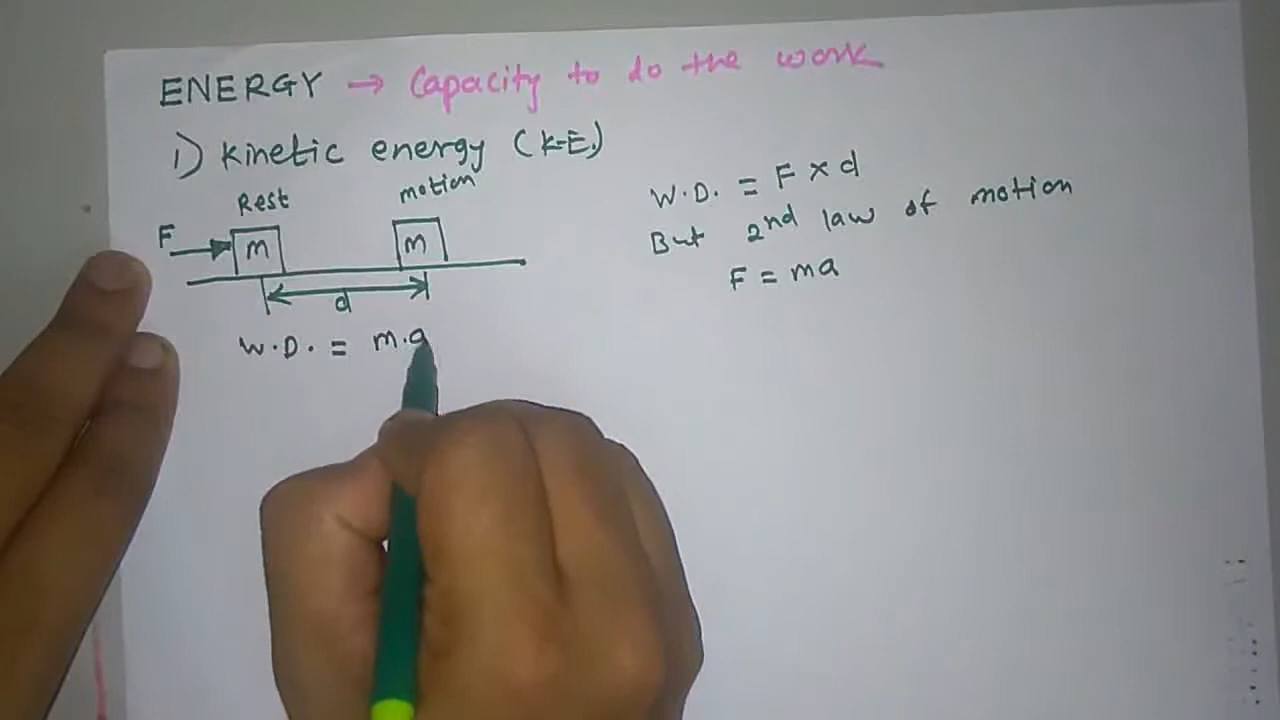 ENERGY → Capacity to do the work
1) Kinetic energy (K.E.)
Rest motion
F m m
d
W.D. = F × d
But 2nd law of motion
F = ma
W.D. = m.a